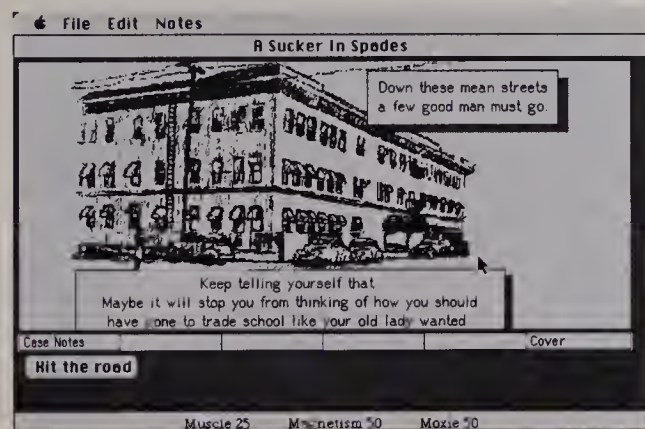 File Edit Notes
A Sucker In Spades
Down these mean streets
a few good man must go.
Keep telling yourself that
Maybe it will stop you from thinking of how you should
have gone to trade school like your old lady wanted
Case Notes
Cover
Hit the road
Muscle 25 Magnetism 50 Moxie 50